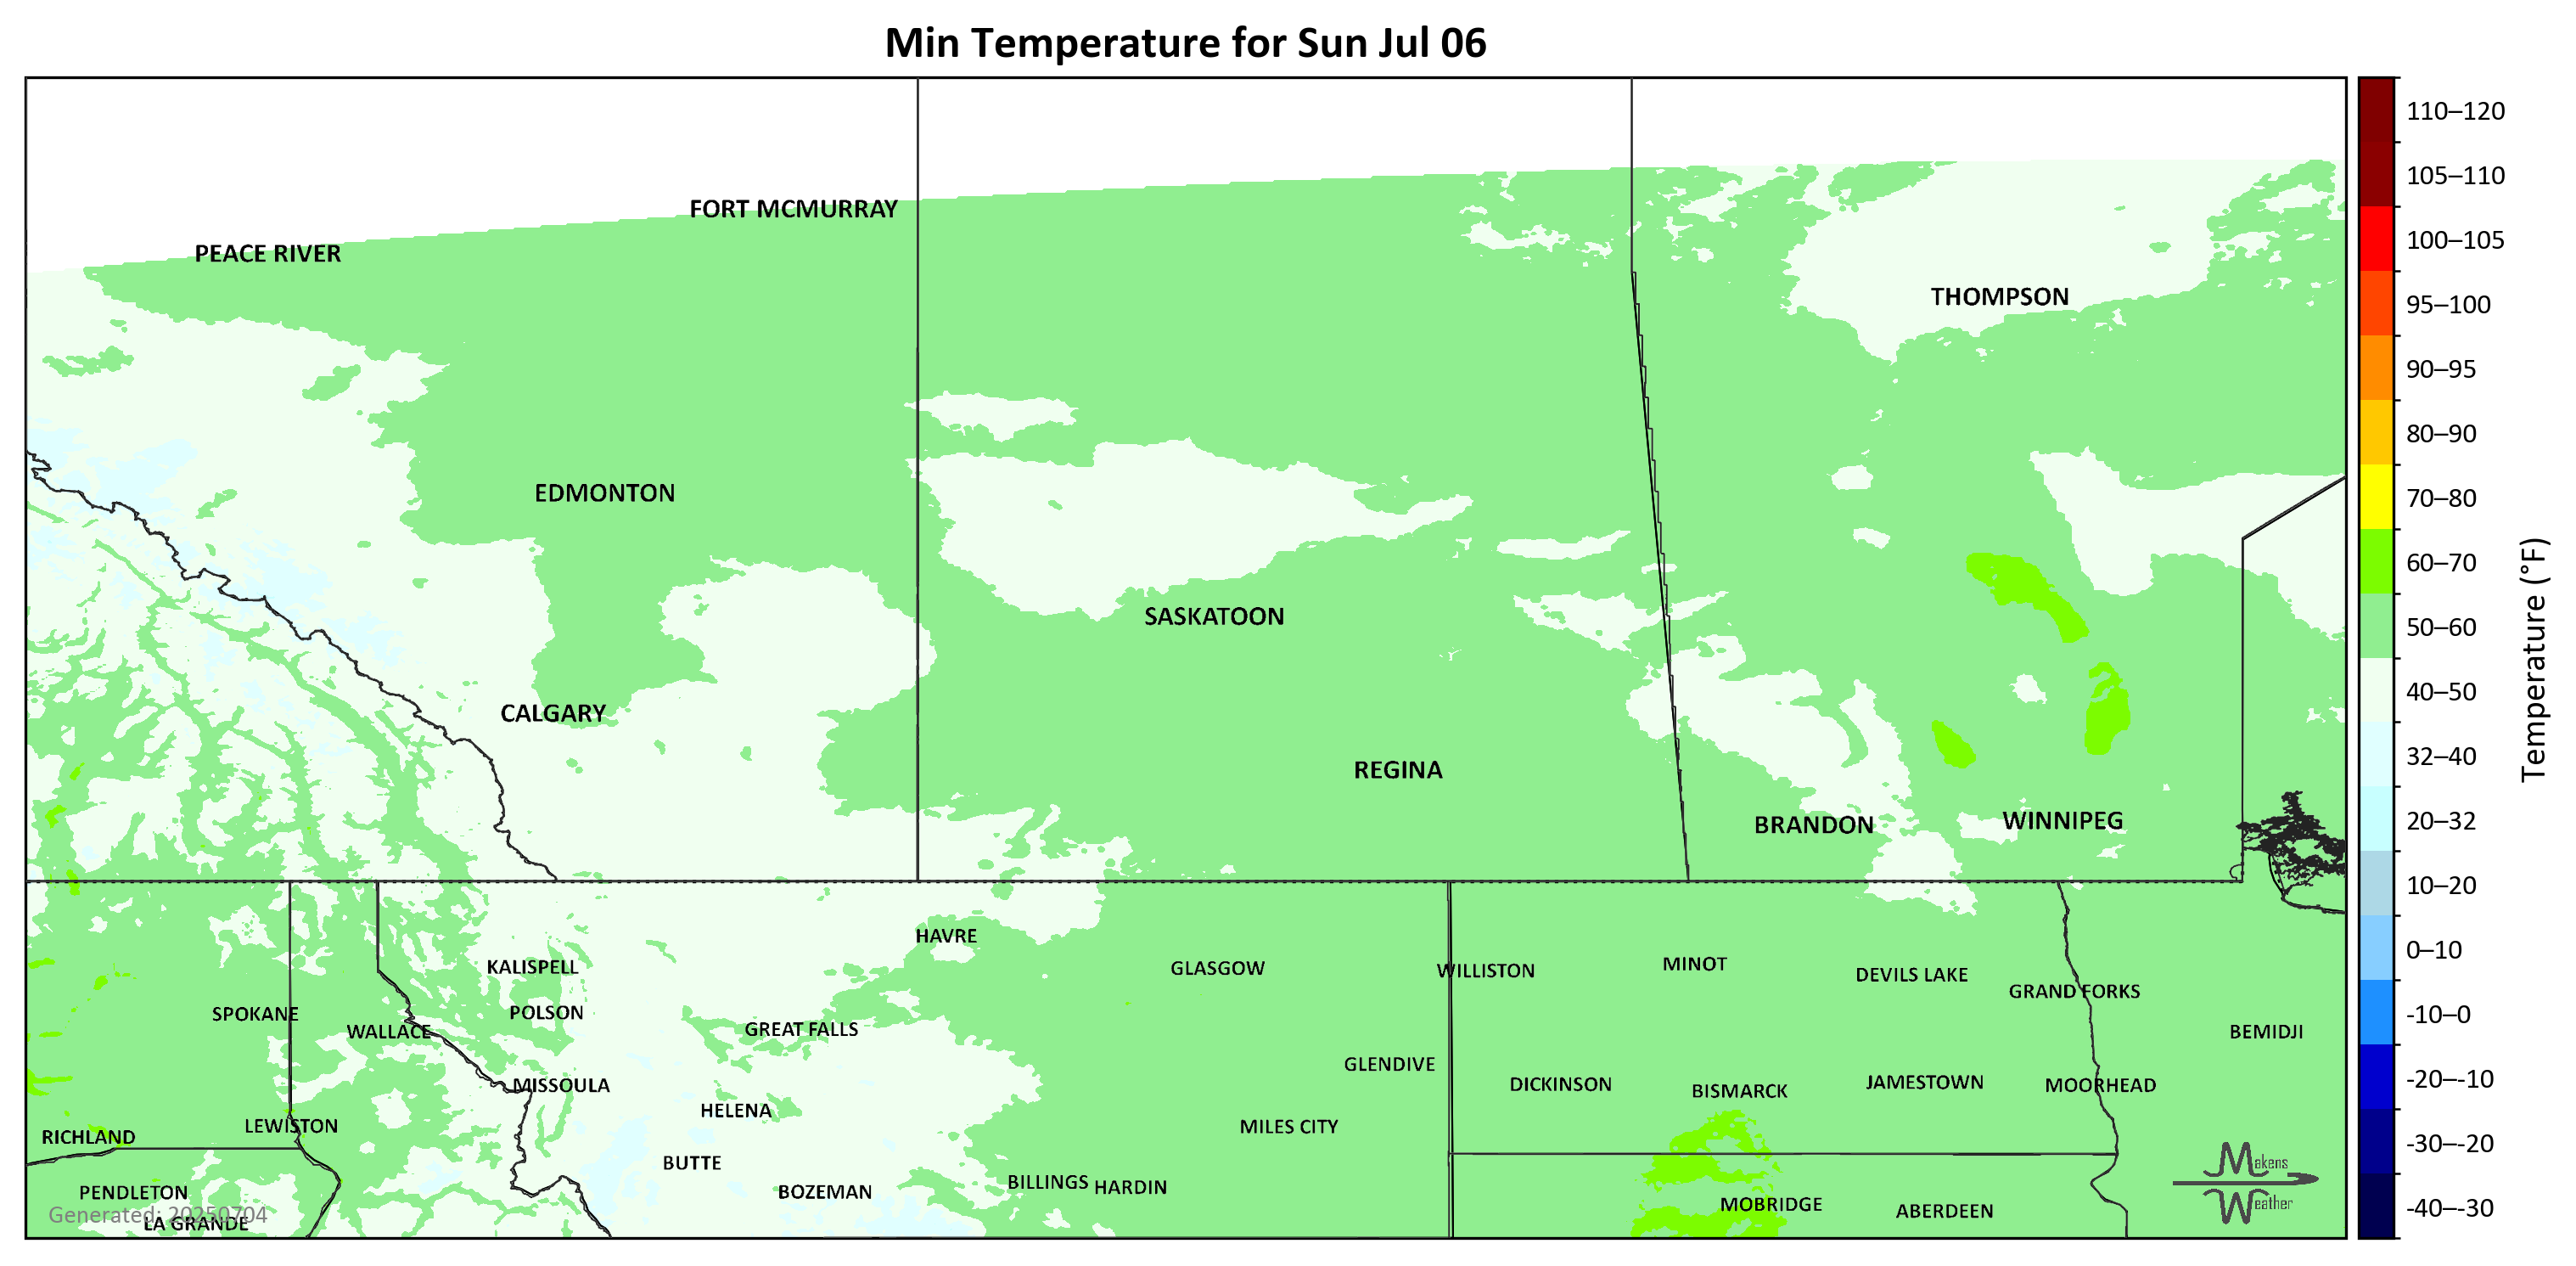 Min Temperature for Sun Jul 06
FORT MCMURRAY
PEACE RIVER
THOMPSON
EDMONTON
SASKATOON
CALGARY
REGINA
BRANDON
WINNIPEG
HAVRE
KALISPELL
GLASGOW
WILLISTON
MINOT
DEVILS LAKE
GRAND FORKS
SPOKANE
POLSON
WALLACE
GREAT FALLS
BEMIDJI
GLENDIVE
MISSOULA
DICKINSON
BISMARCK
JAMESTOWN
MOORHEAD
HELENA
LEWISTON
MILES CITY
RICHLAND
BUTTE
BILLINGS
HARDIN
PENDLETON
BOZEMAN
MOBRIDGE
ABERDEEN
Generated: 20250704
LA GRANDE
Makens
Weather
110–120
105–110
100–105
95–100
90–95
80–90
70–80
60–70
50–60
40–50
32–40
20–32
10–20
0–10
-10–0
-20–-10
-30–-20
-40–-30
Temperature (°F)